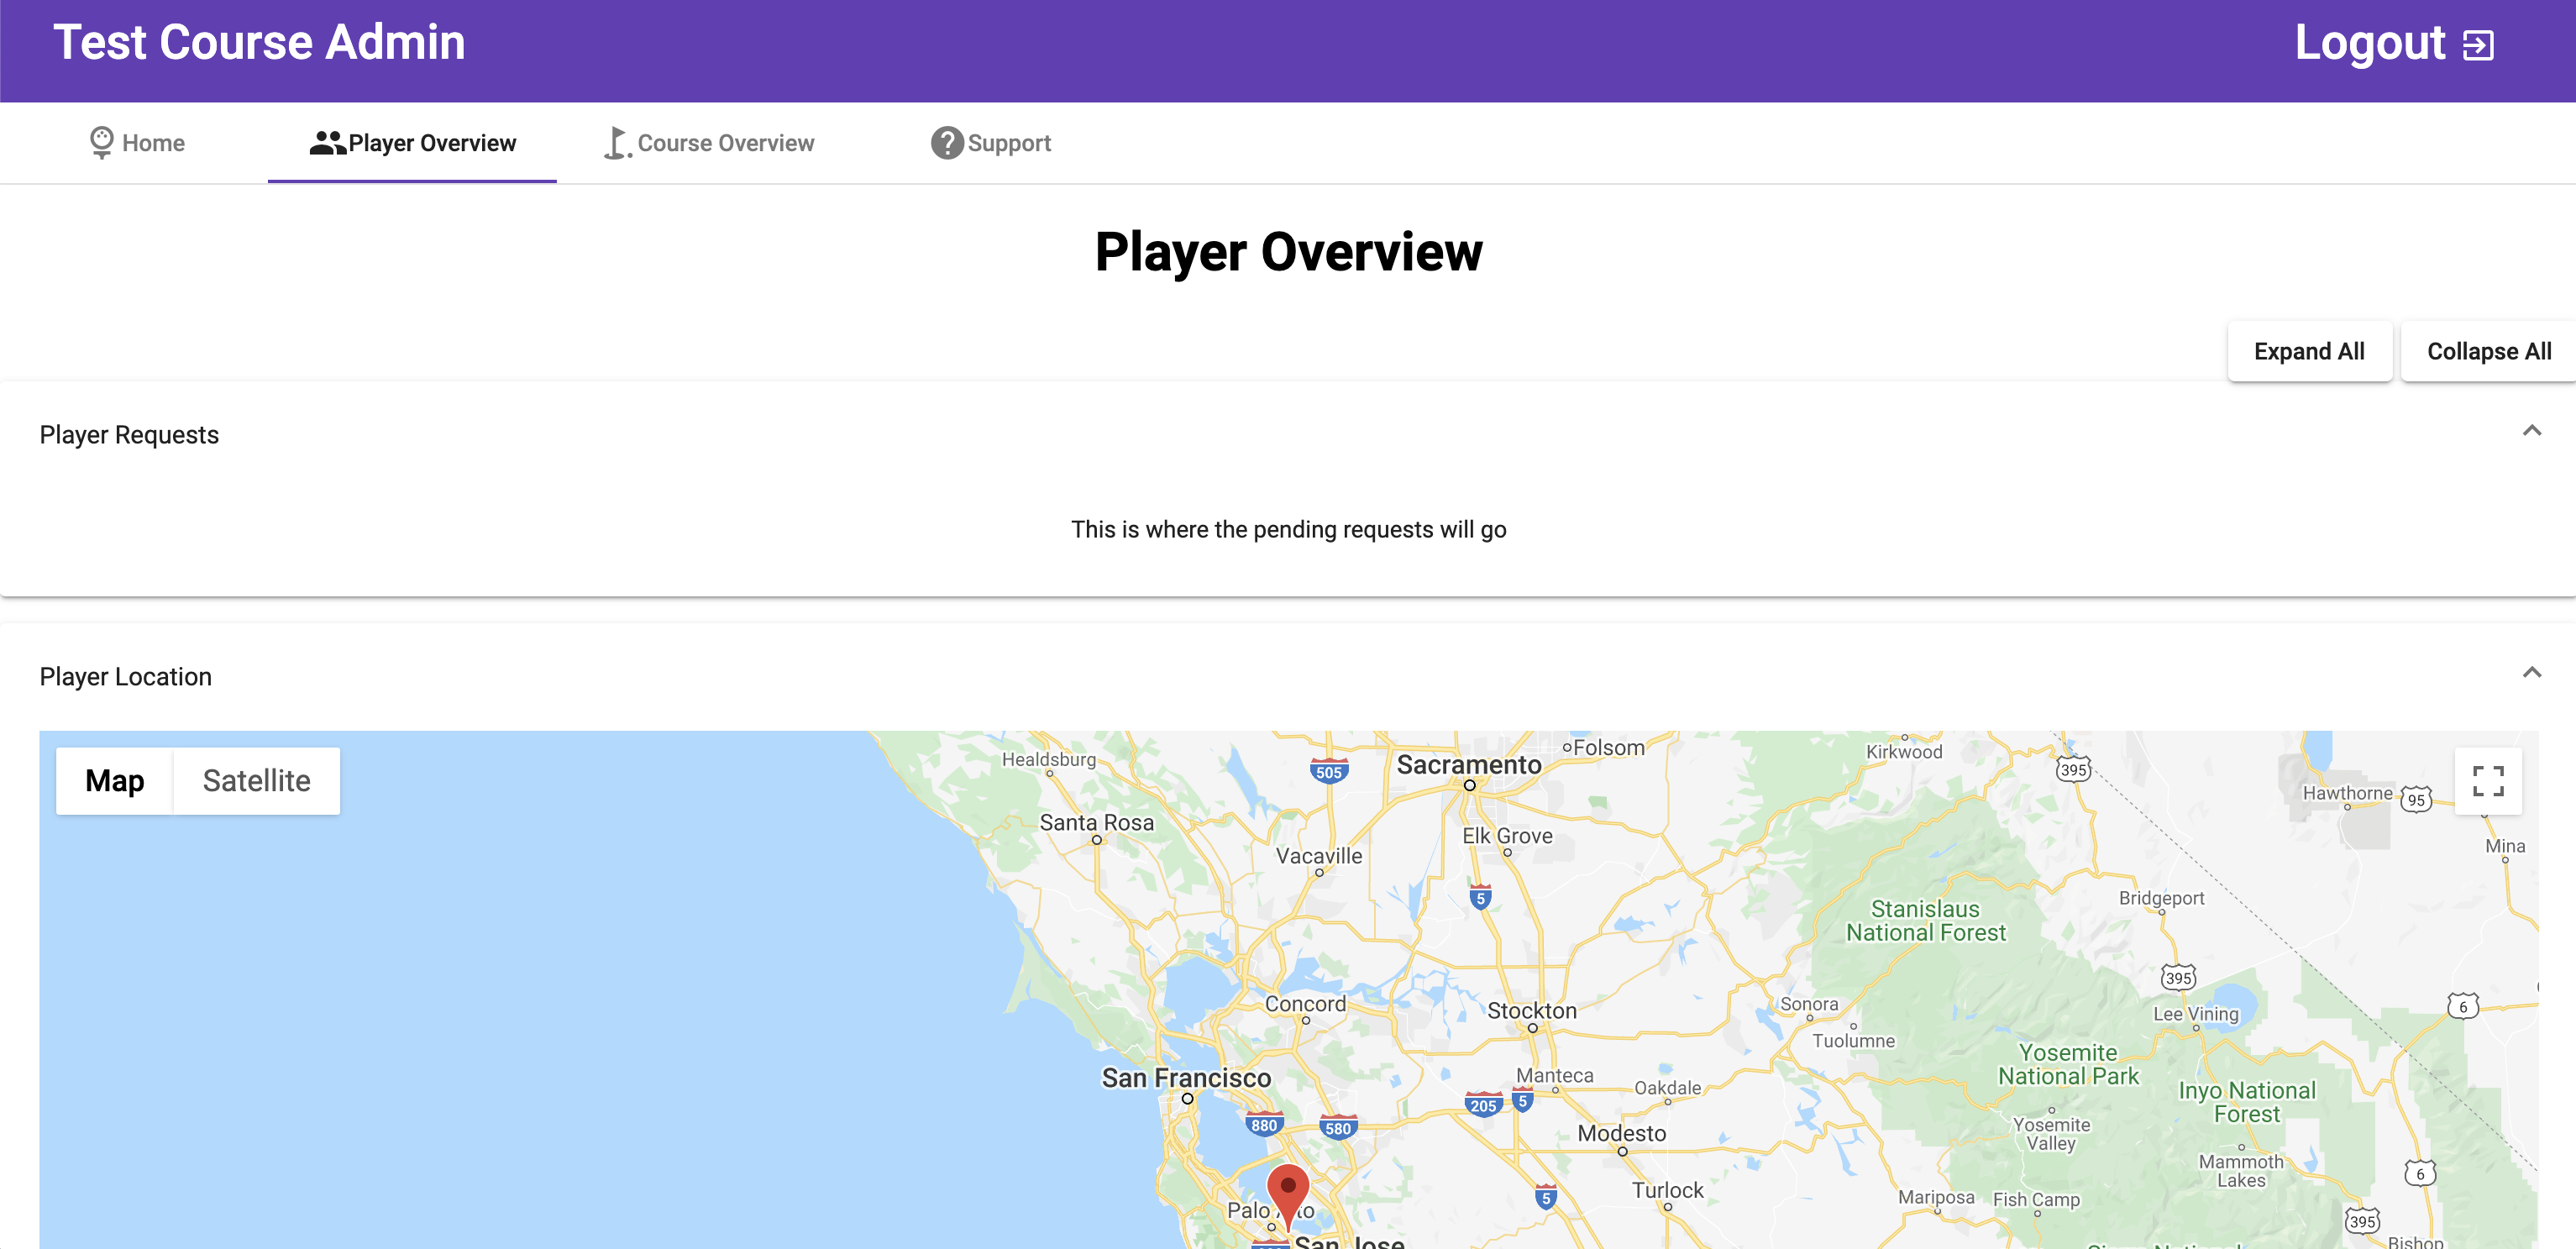 Test Course Admin
Logout
Home
Player Overview
Course Overview
Support
Player Overview
Expand All
Collapse All
Player Requests
This is where the pending requests will go
Player Location
Map
Satellite
Healdsburg
505
Sacramento
Folsom
Kirkwood
395
Hawthorne
95
Santa Rosa
Elk Grove
Mina
Vacaville
5
Bridgeport
Stanislaus
National Forest
395
Concord
Stockton
Sonora
Lee Vining
6
Tuolumne
Yosemite
National Park
San Francisco
Manteca
Oakdale
Inyo National
Forest
205
5
880
580
Modesto
Yosemite
Valley
Mammoth
Lakes
6
Palo
to
5
Turlock
Mariposa
Fish Camp
395
San Jose
Bishop